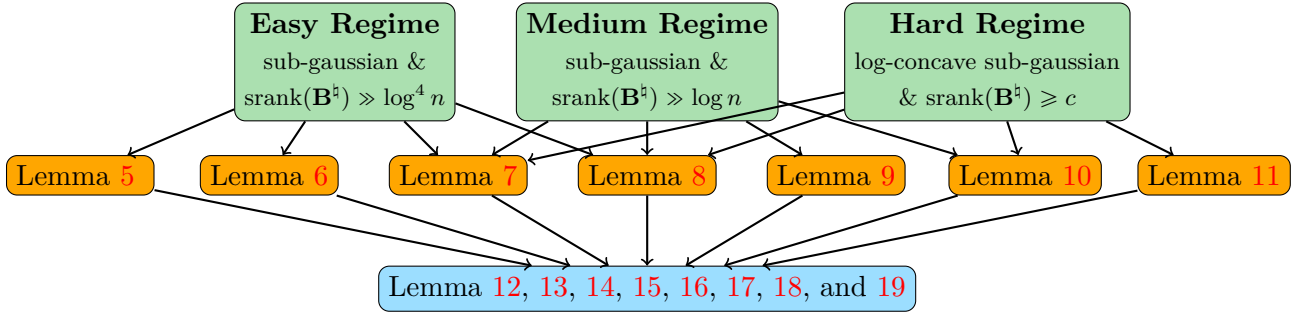 Easy Regime
sub-gaussian &
srank(𝐁♮) ≫ log⁴ n
Medium Regime
sub-gaussian &
srank(𝐁♮) ≫ log n
Hard Regime
log-concave sub-gaussian
& srank(𝐁♮) ⩾ c
Lemma 5
Lemma 6
Lemma 7
Lemma 8
Lemma 9
Lemma 10
Lemma 11
Lemma 12, 13, 14, 15, 16, 17, 18, and 19